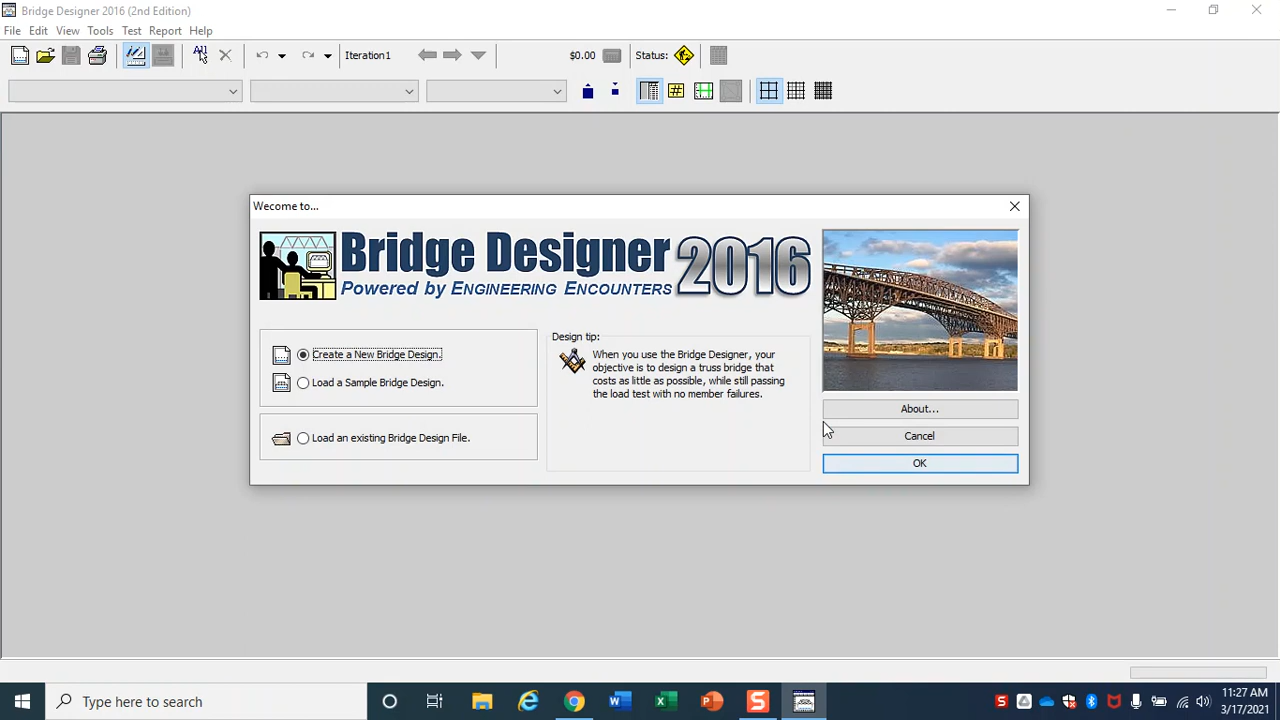 Bridge Designer 2016 (2nd Edition)
File Edit View Tools Test Report Help
Iteration1 $0.00 Status:
Wecome to...
Bridge Designer 2016
Powered by ENGINEERING ENCOUNTERS
Create a New Bridge Design.
Load a Sample Bridge Design.
Load an existing Bridge Design File.
Design tip:
When you use the Bridge Designer, your
objective is to design a truss bridge that
costs as little as possible, while still passing
the load test with no member failures.
About...
Cancel
OK
Type here to search
11:27 AM
3/17/2021